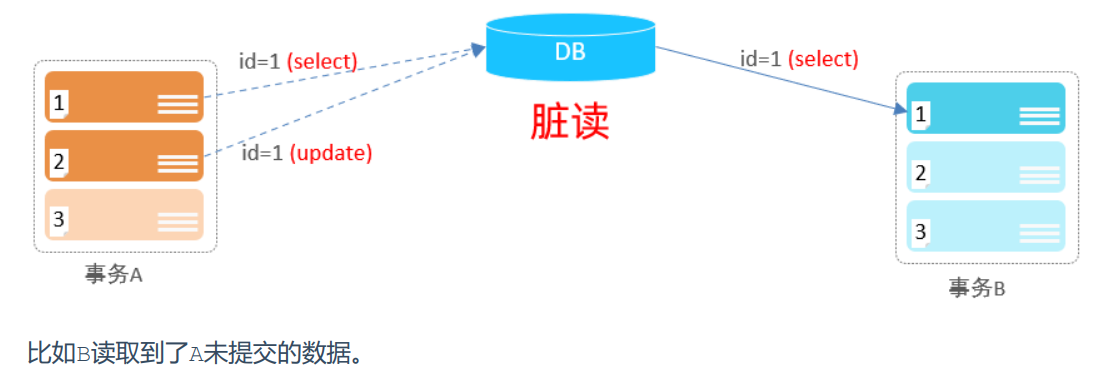 id=1 (select)
DB
id=1 (select)
脏读
1
2
3
id=1 (update)
1
2
3
事务A
事务B
比如B读取到了A未提交的数据。